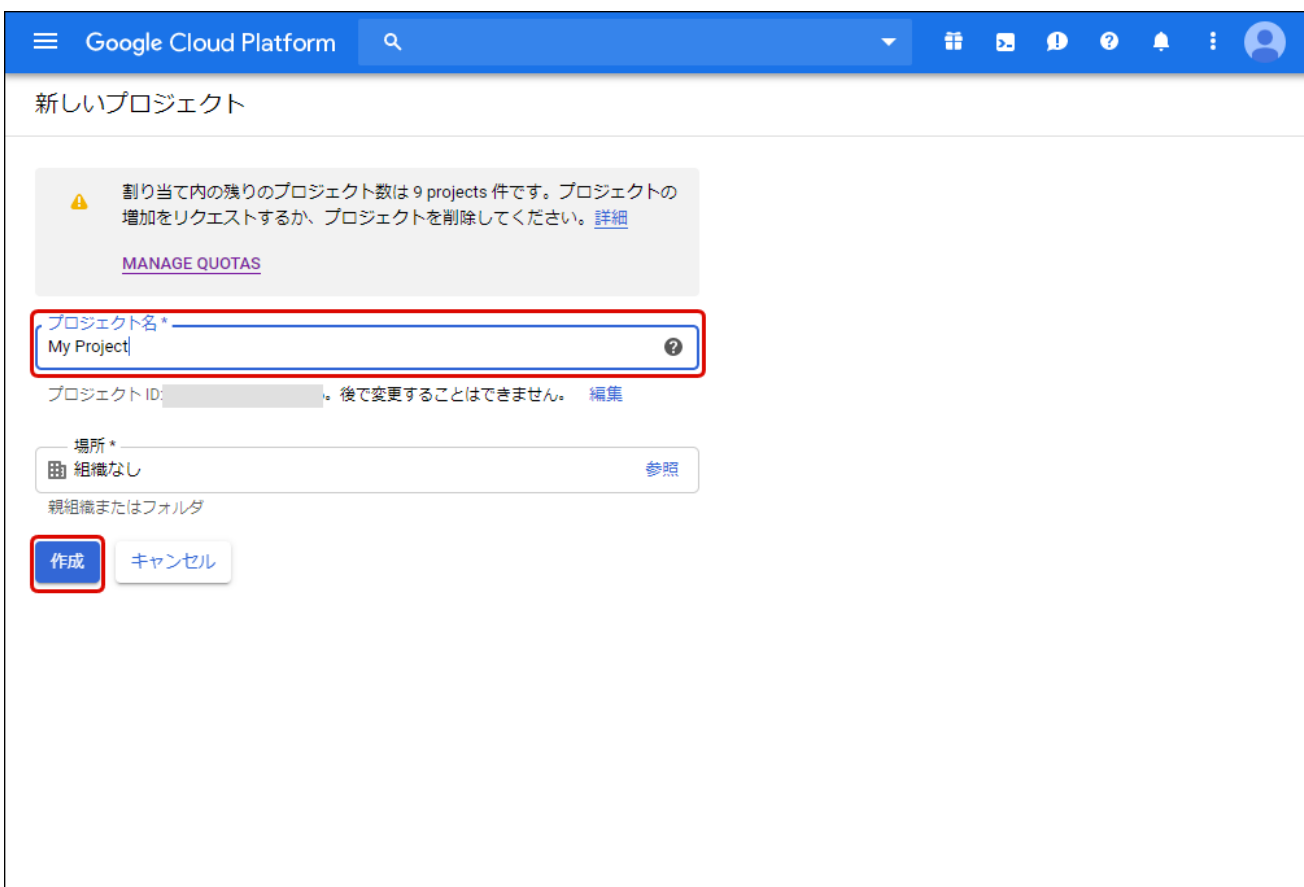 Google Cloud Platform
新しいプロジェクト
割り当て内の残りのプロジェクト数は 9 projects 件です。プロジェクトの
増加をリクエストするか、プロジェクトを削除してください。詳細
MANAGE QUOTAS
プロジェクト名 *
My Project
プロジェクト ID: 。後で変更することはできません。 編集
場所 *
組織なし 参照
親組織またはフォルダ
作成 キャンセル